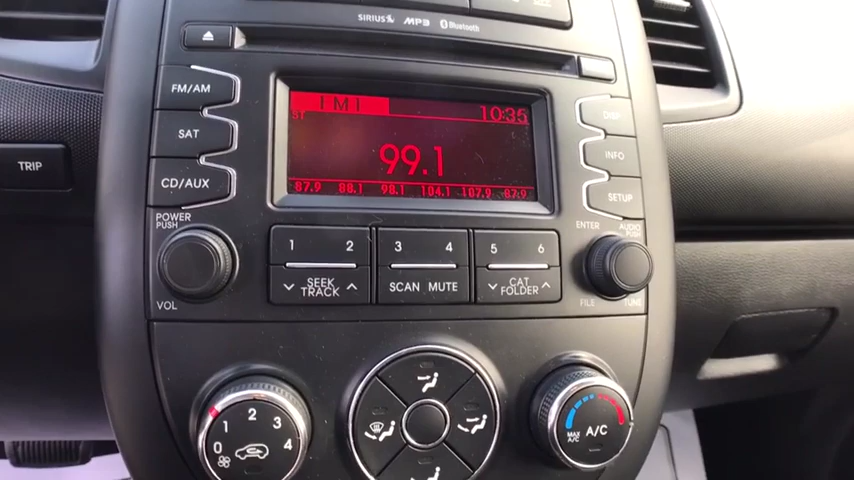 SIRIUS MP3 Bluetooth
FM/AM
SAT
CD/AUX
TRIP
ST
10:35
99.1
87.9 88.1 98.1 104.1 107.9 87.9
DISP
INFO
SETUP
POWER
PUSH
VOL
ENTER
AUDIO
PUSH
FILE
TUNE
1 2 3 4 5 6
SEEK
TRACK
SCAN MUTE
CAT
FOLDER
0 1 2 3 4
MAX
A/C
A/C